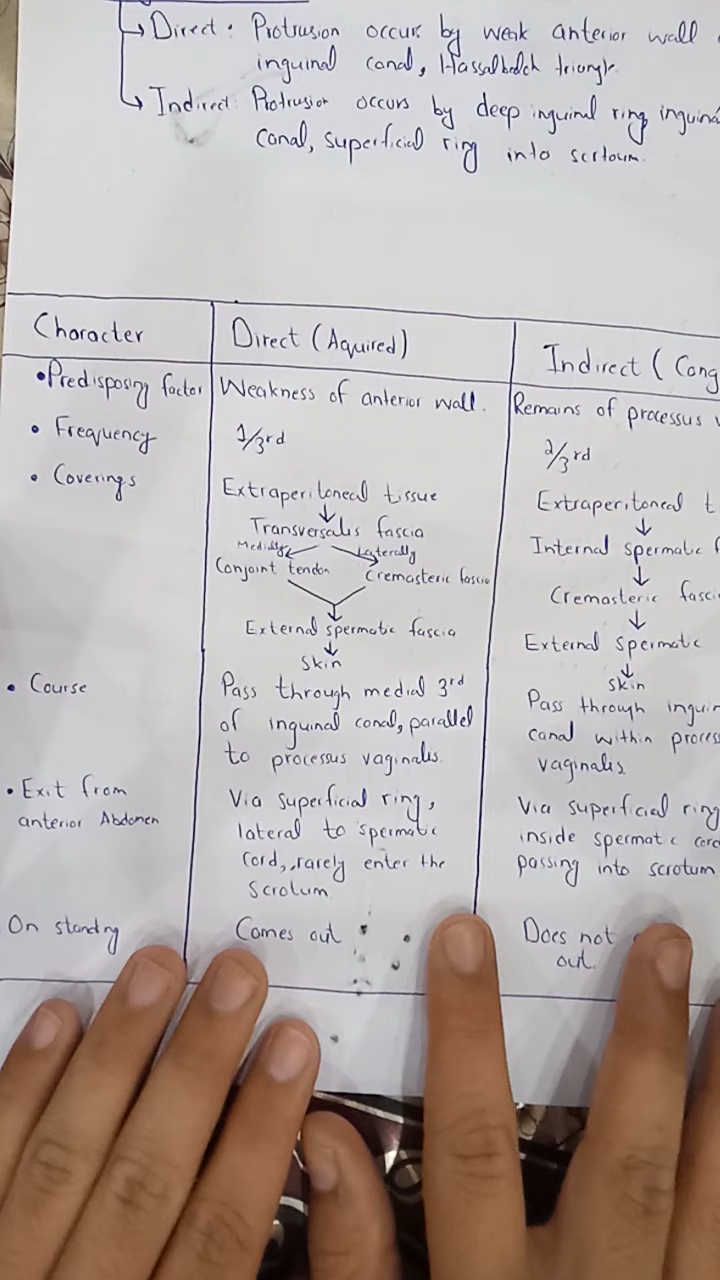 Direct: Protrusion occurs by weak anterior wall
inguinal canal, Hassalbalch triangle.
Indirect: Protrusion occurs by deep inguinal ring inguina
canal, superficial ring into scrtoum.
Character
Direct (Aquired)
Indirect (Cong
• Predisposing factor
Weakness of anterior wall.
Remains of processus v
• Frequency
1/3rd
2/3rd
• Coverings
Extraperitoneal tissue
Transversalis fascia
Medially
Laterally
Conjoint tendon
Cremasteric fascia
External spermatic fascia
Skin
Extraperitoneal t
Internal spermatic f
Cremasteric fasci
External spermatic
skin
• Course
Pass through medial 3rd
of inguinal canal, parallel
to processus vaginalis.
Pass through inguin
canal within process
vaginalis
• Exit from
anterior Abdomen
Via superficial ring,
lateral to spermatic
cord, rarely enter the
scrotum
Via superficial ring
inside spermatic cord
passing into scrotum
On standing
Comes out
Does not
out.